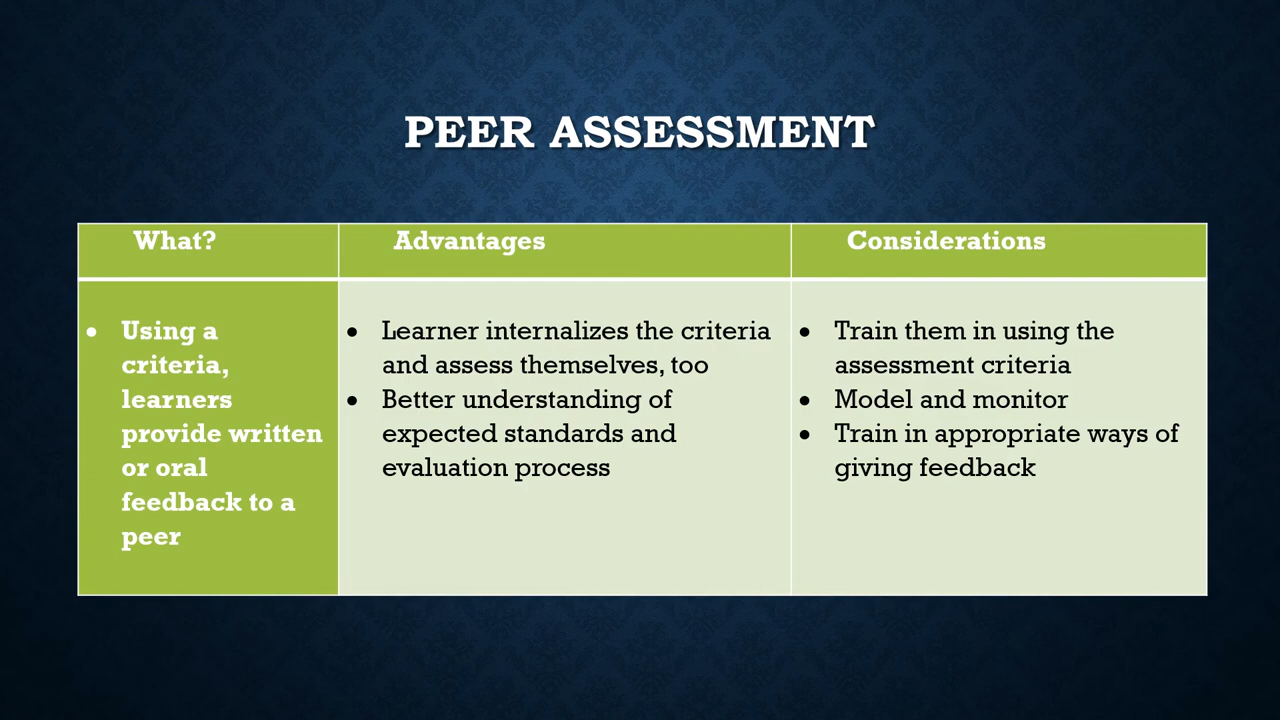 PEER ASSESSMENT
What?
Advantages
Considerations
• Using a
criteria,
learners
provide written
or oral
feedback to a
peer
• Learner internalizes the criteria
and assess themselves, too
• Better understanding of
expected standards and
evaluation process
• Train them in using the
assessment criteria
• Model and monitor
• Train in appropriate ways of
giving feedback